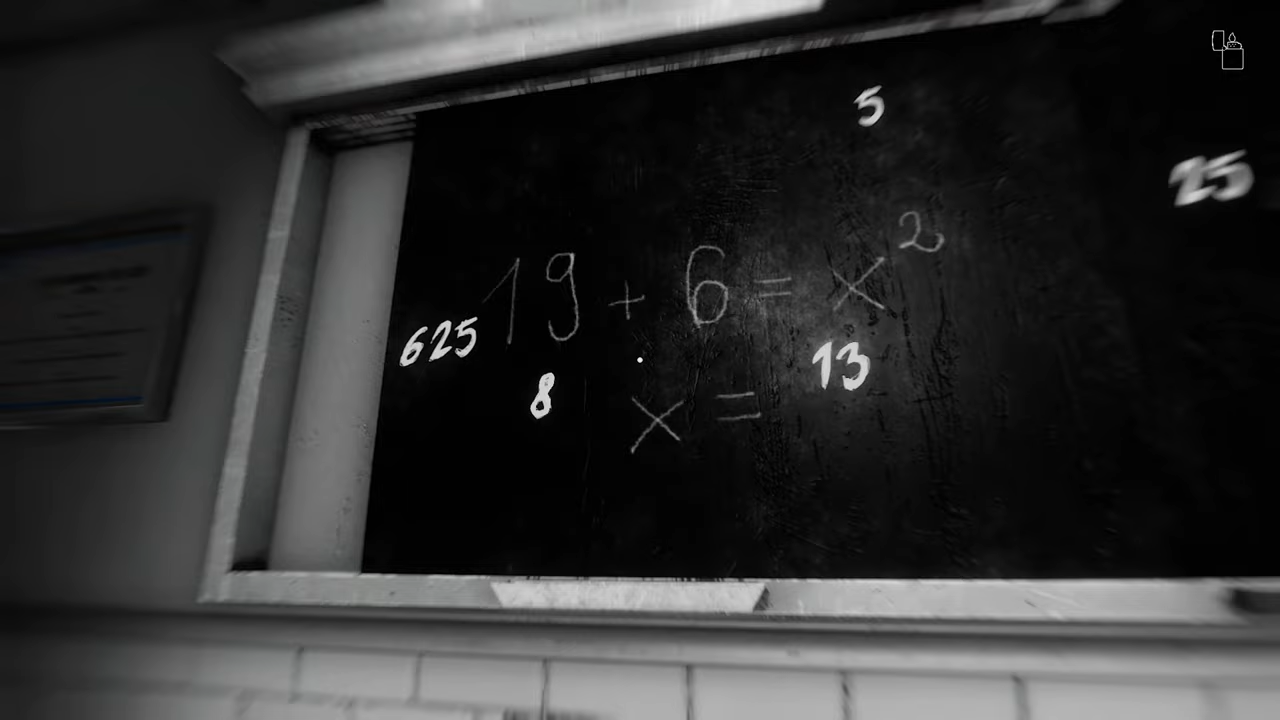 5
25
19 + 6 = x²
625
13
8
x =